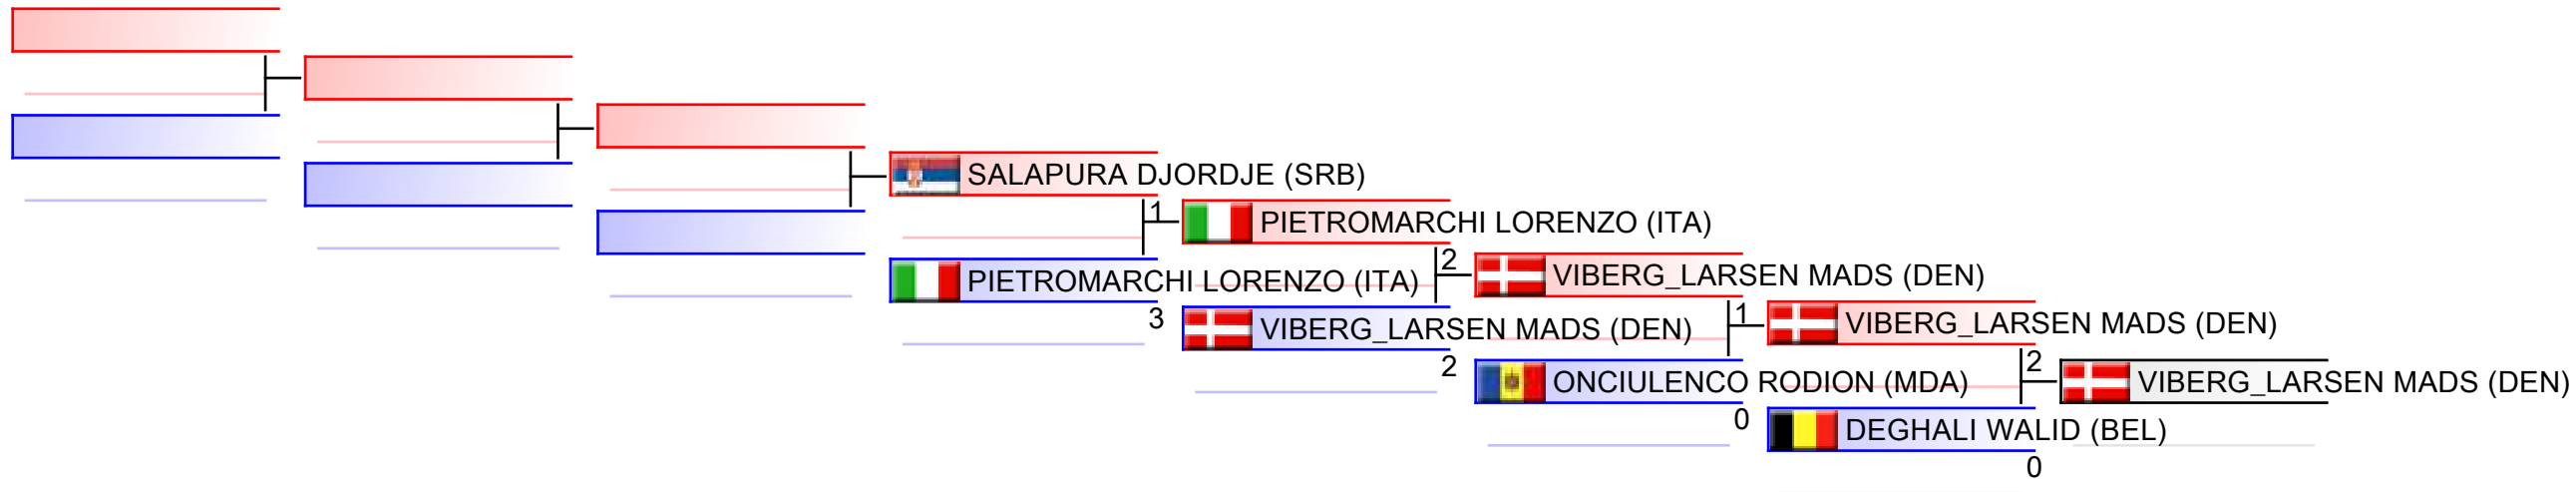 SALAPURA DJORDJE (SRB)
1
PIETROMARCHI LORENZO (ITA)
PIETROMARCHI LORENZO (ITA)
3
2
VIBERG_LARSEN MADS (DEN)
VIBERG_LARSEN MADS (DEN)
2
1
VIBERG_LARSEN MADS (DEN)
ONCIULENCO RODION (MDA)
0
2
VIBERG_LARSEN MADS (DEN)
DEGHALI WALID (BEL)
0